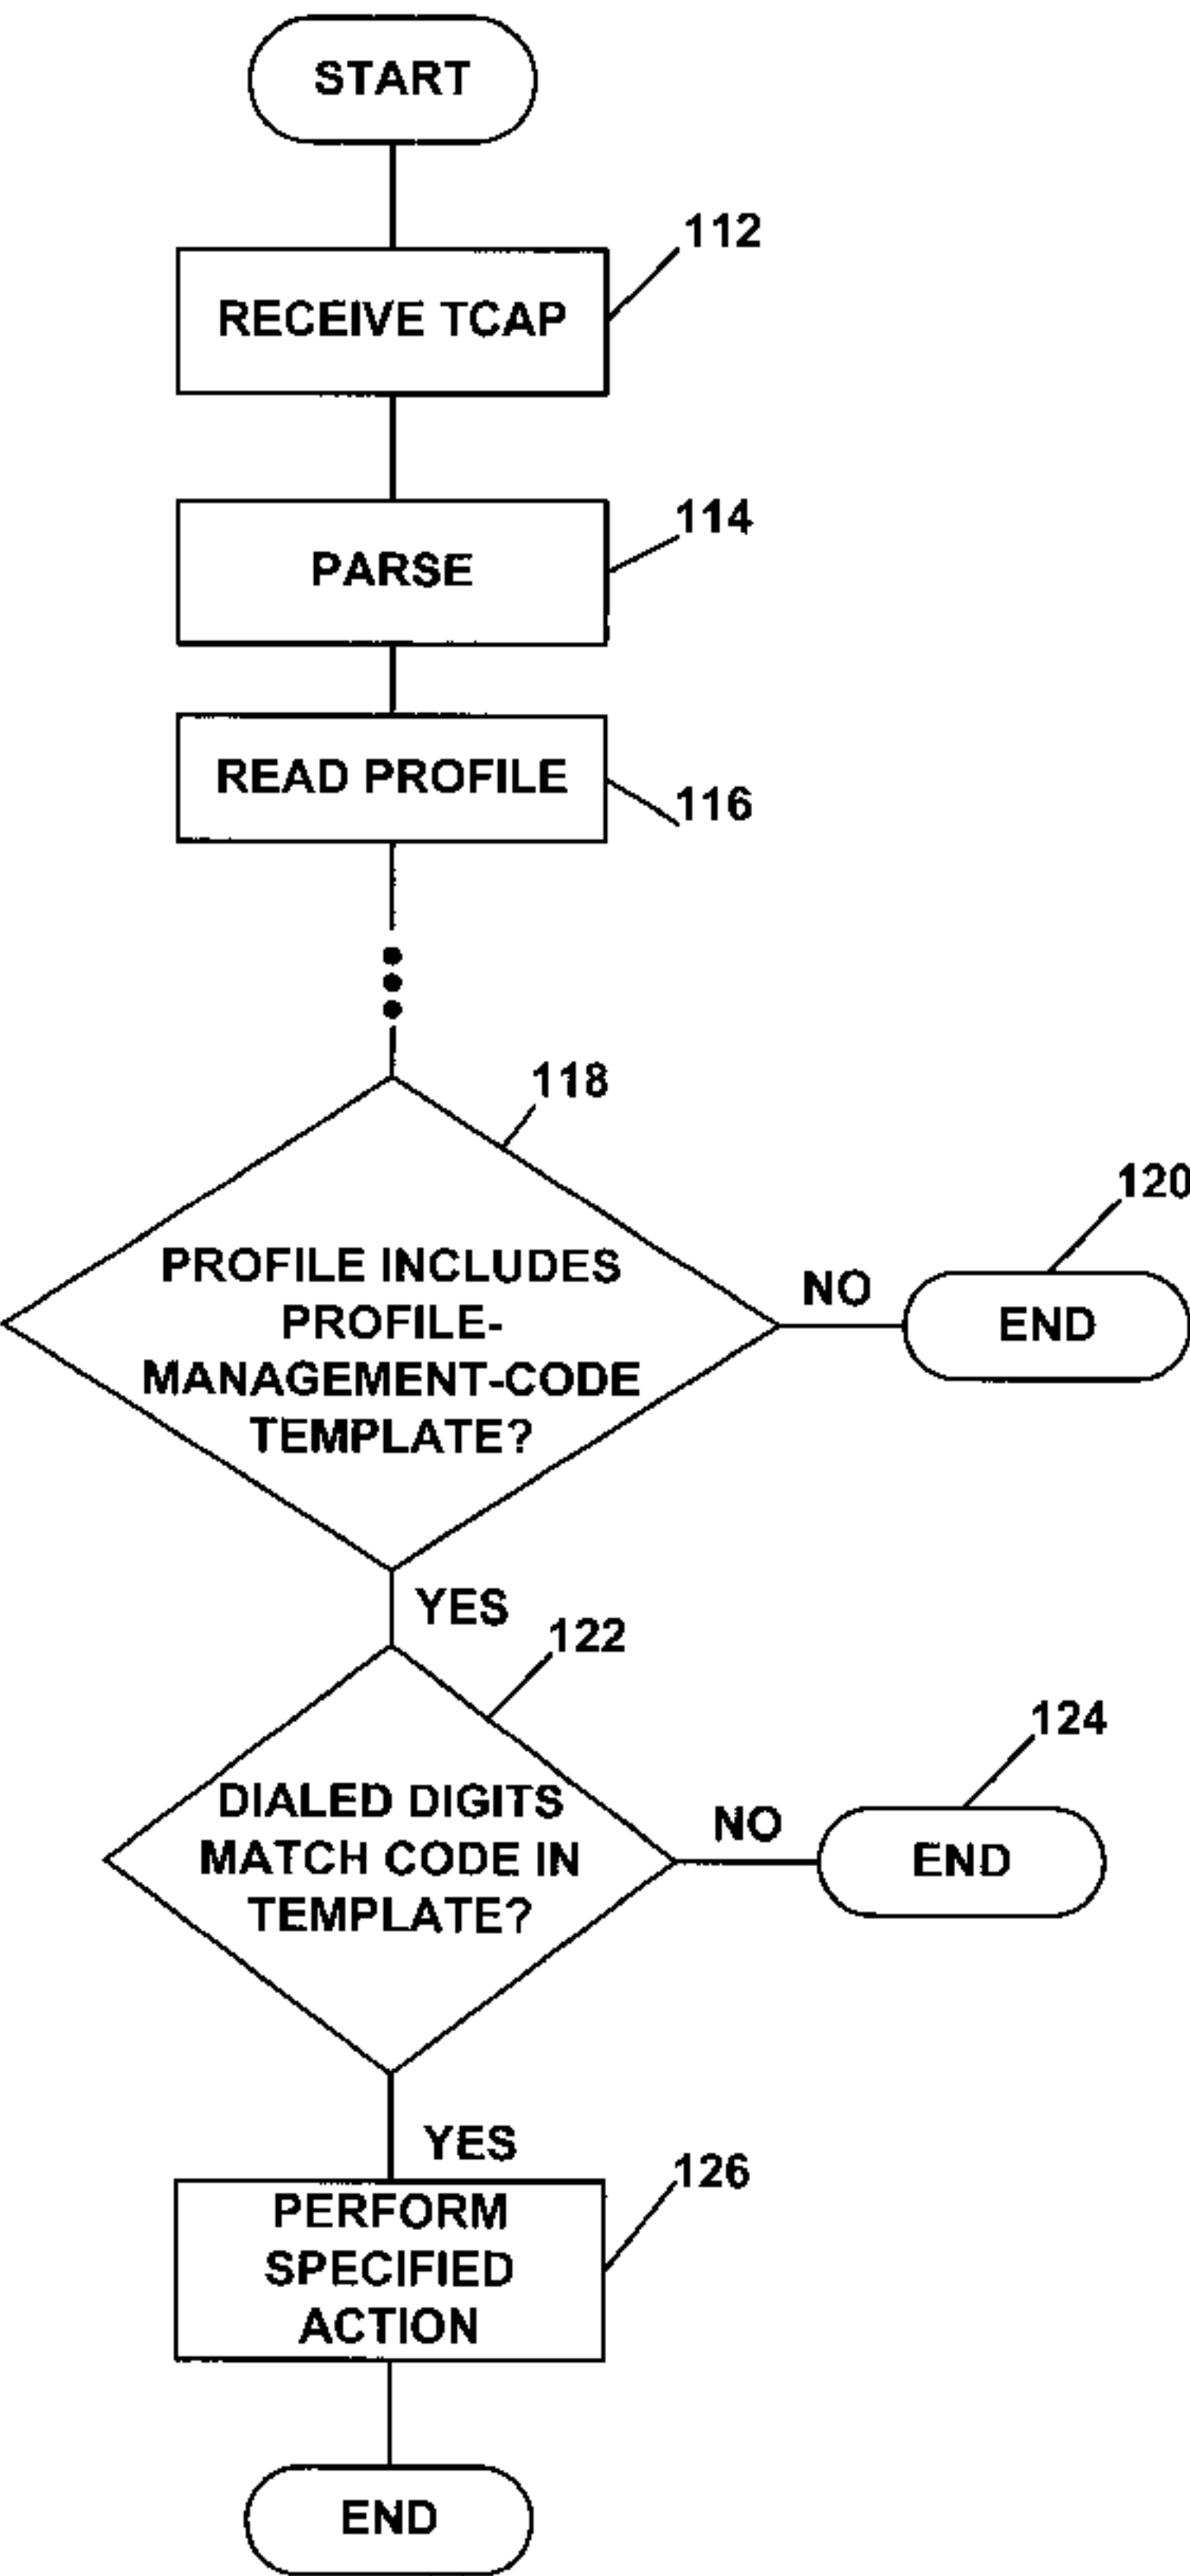 START
112
RECEIVE TCAP
114
PARSE
READ PROFILE
116
118
120
PROFILE INCLUDES
PROFILE-
MANAGEMENT-CODE
TEMPLATE?
NO
END
YES
122
124
DIALED DIGITS
MATCH CODE IN
TEMPLATE?
NO
END
YES
126
PERFORM
SPECIFIED
ACTION
END